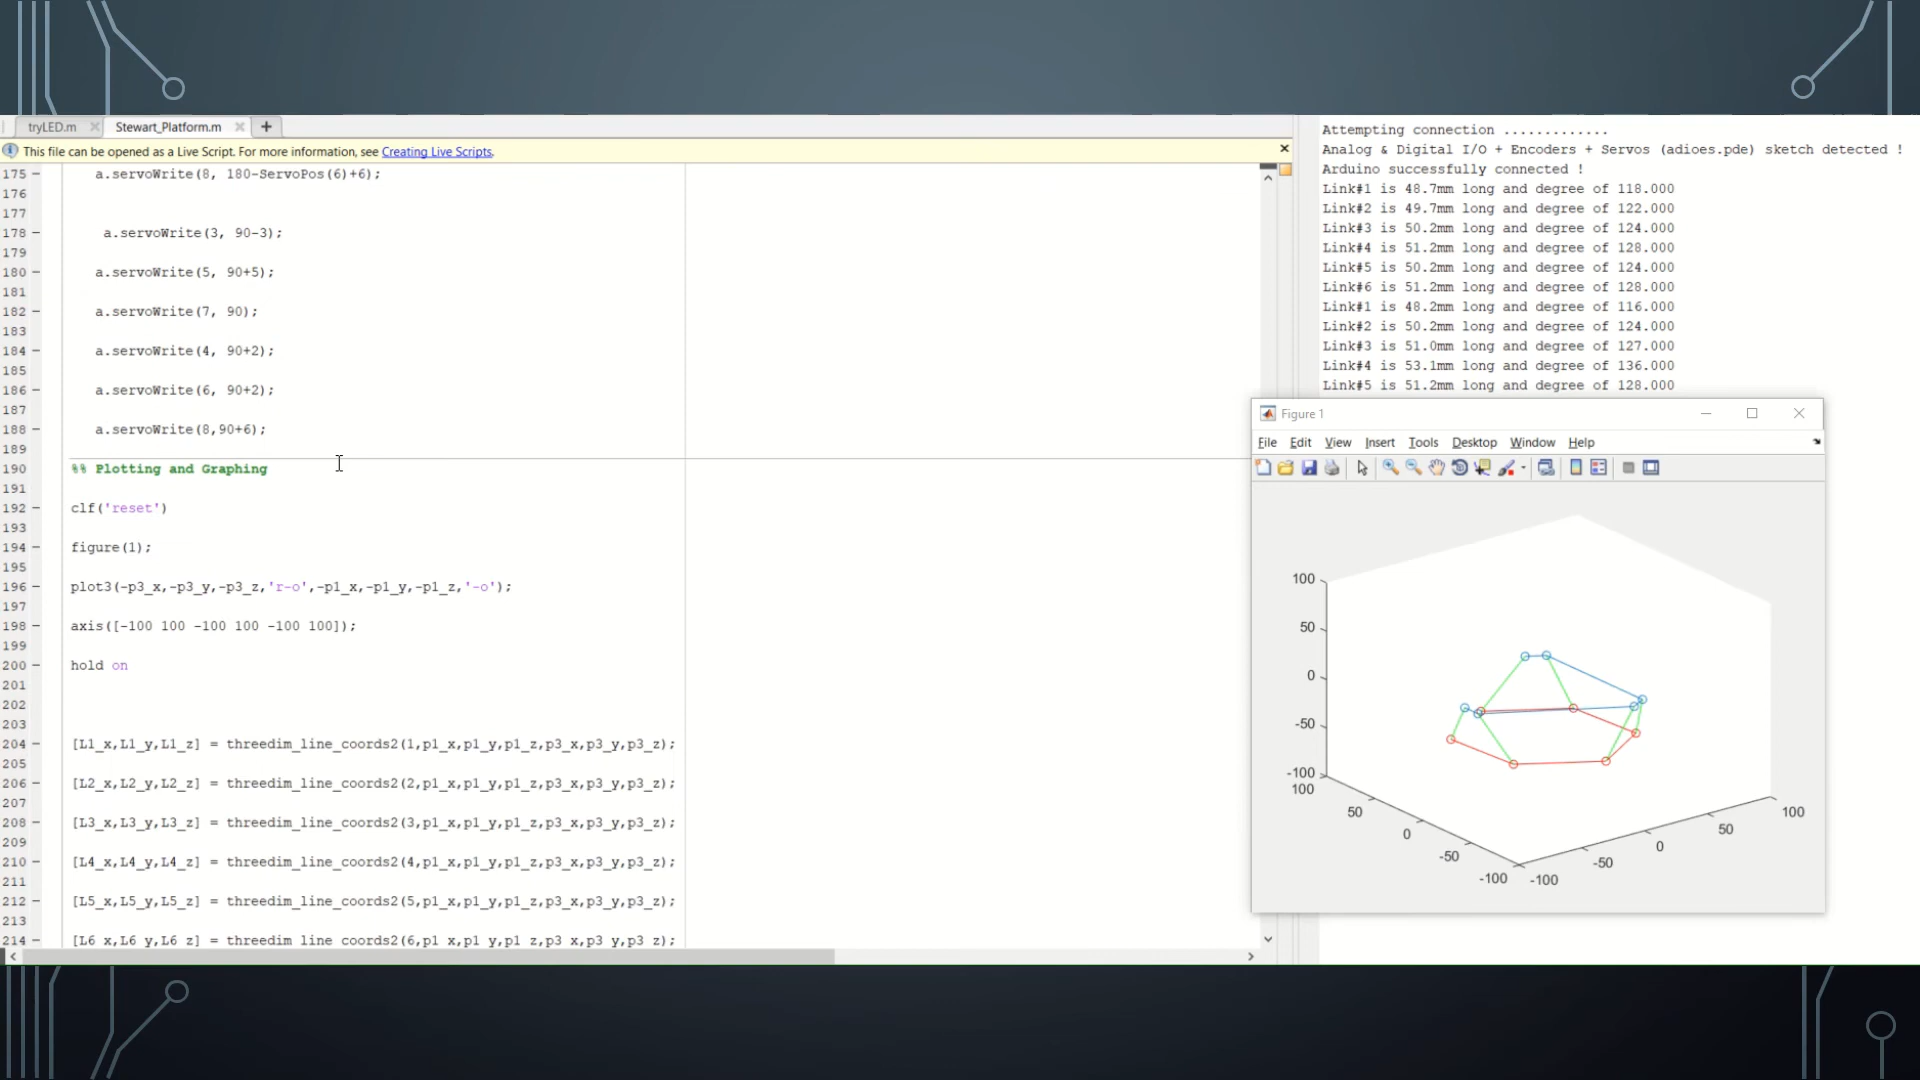 tryLED.m
Stewart_Platform.m
This file can be opened as a Live Script. For more information, see Creating Live Scripts.
175 a.servoWrite(8, 180-ServoPos(6)+6);
176
177
178 a.servoWrite(3, 90-3);
179
180 a.servoWrite(5, 90+5);
181
182 a.servoWrite(7, 90);
183
184 a.servoWrite(4, 90+2);
185
186 a.servoWrite(6, 90+2);
187
188 a.servoWrite(8,90+6);
189
190 %% Plotting and Graphing
191
192 clf('reset')
193
194 figure(1);
195
196 plot3(-p3_x,-p3_y,-p3_z,'r-o',-p1_x,-p1_y,-p1_z,'-o');
197
198 axis([-100 100 -100 100 -100 100]);
199
200 hold on
201
202
203
204 [L1_x,L1_y,L1_z] = threedim_line_coords2(1,p1_x,p1_y,p1_z,p3_x,p3_y,p3_z);
205
206 [L2_x,L2_y,L2_z] = threedim_line_coords2(2,p1_x,p1_y,p1_z,p3_x,p3_y,p3_z);
207
208 [L3_x,L3_y,L3_z] = threedim_line_coords2(3,p1_x,p1_y,p1_z,p3_x,p3_y,p3_z);
209
210 [L4_x,L4_y,L4_z] = threedim_line_coords2(4,p1_x,p1_y,p1_z,p3_x,p3_y,p3_z);
211
212 [L5_x,L5_y,L5_z] = threedim_line_coords2(5,p1_x,p1_y,p1_z,p3_x,p3_y,p3_z);
213
214 [L6_x,L6_y,L6_z] = threedim_line_coords2(6,p1_x,p1_y,p1_z,p3_x,p3_y,p3_z);
Attempting connection .............
Analog & Digital I/O + Encoders + Servos (adioes.pde) sketch detected !
Arduino successfully connected !
Link#1 is 48.7mm long and degree of 118.000
Link#2 is 49.7mm long and degree of 122.000
Link#3 is 50.2mm long and degree of 124.000
Link#4 is 51.2mm long and degree of 128.000
Link#5 is 50.2mm long and degree of 124.000
Link#6 is 51.2mm long and degree of 128.000
Link#1 is 48.2mm long and degree of 116.000
Link#2 is 50.2mm long and degree of 124.000
Link#3 is 51.0mm long and degree of 127.000
Link#4 is 53.1mm long and degree of 136.000
Link#5 is 51.2mm long and degree of 128.000
Figure 1
File Edit View Insert Tools Desktop Window Help
100
50
0
-50
-100
100
50
0
-50
-100
-100
-50
0
50
100